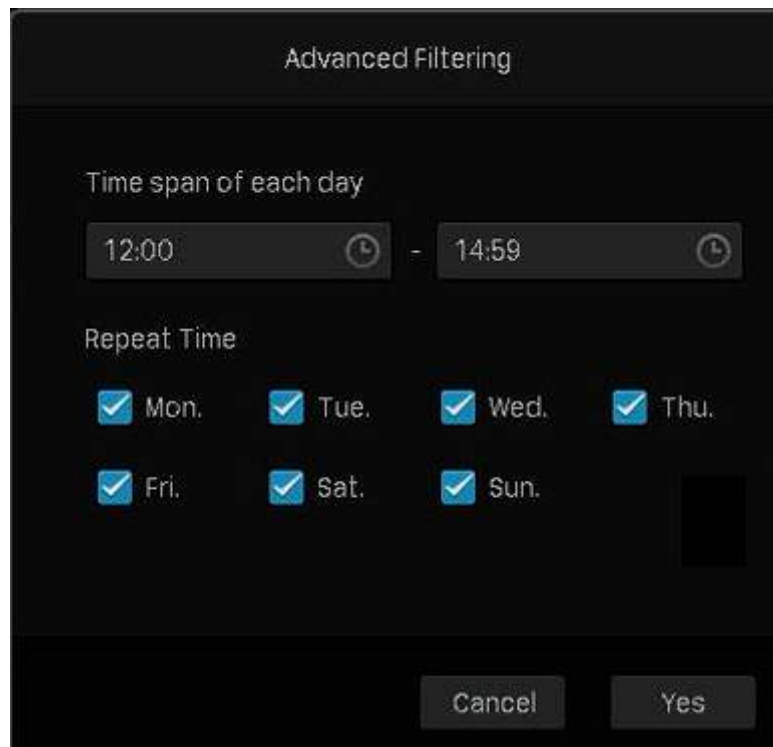 Advanced Filtering
Time span of each day
12:00 - 14:59
Repeat Time
Mon. Tue. Wed. Thu.
Fri. Sat. Sun.
Cancel Yes